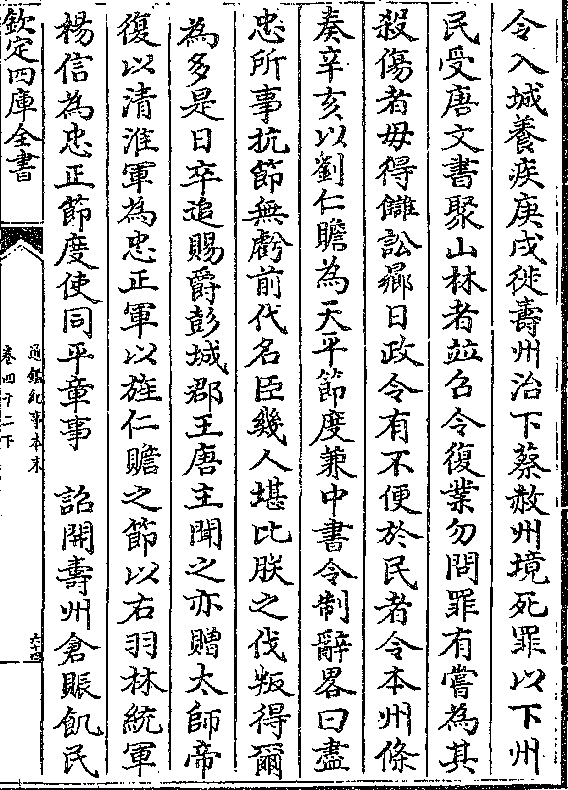 令入城養疾庚戌徙壽州治下蔡赦州境死罪以下州
民受唐文書聚山林者並召令復業勿問罪有嘗為其
殺傷者毋得讎訟曏日政令有不便於民者令本州條
奏辛亥以劉仁贍為天平節度兼中書令制辭畧曰盡
忠所事抗節無虧前代名臣幾人堪比朕之伐叛得爾
為多是日卒追賜爵彭城郡王唐主聞之亦贈太師帝
復以清淮軍為忠正軍以旌仁贍之節以右羽林統軍
楊信為忠正節度使同平章事　詔開壽州倉賑飢民
欽定四庫全書
通鑑紀事本末
卷四十二下
六十四